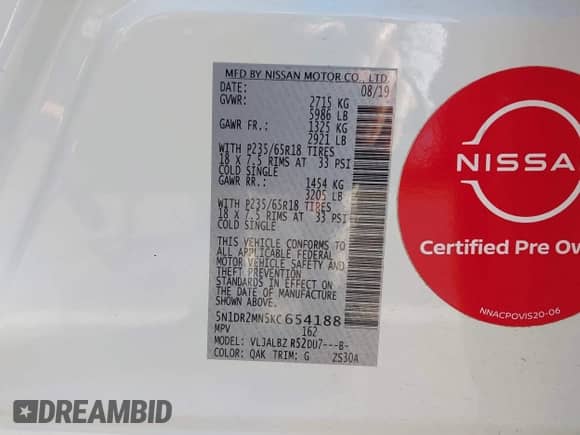 MFD BY NISSAN MOTOR CO., LTD.
DATE: 08/19
GVWR: 2715 KG
5986 LB
GAWR FR.: 1325 KG
2921 LB
WITH P235/65R18 TIRES
18 X 7.5 RIMS AT 33 PSI
COLD SINGLE
GAWR RR.: 1454 KG
3205 LB
WITH P235/65R18 TIRES
18 X 7.5 RIMS AT 33 PSI
COLD SINGLE
THIS VEHICLE CONFORMS TO
ALL APPLICABLE FEDERAL
MOTOR VEHICLE SAFETY AND
THEFT PREVENTION
STANDARDS IN EFFECT ON
THE DATE OF MANUFACTURE
SHOWN ABOVE.
5N1DR2MN5KC654188
MPV 162
MODEL: VLJALBZ R52DU7---B-
COLOR: QAK TRIM: G ZS30A
NISSA
Certified Pre Ow
NNACPOVIS20-06
DREAMBID